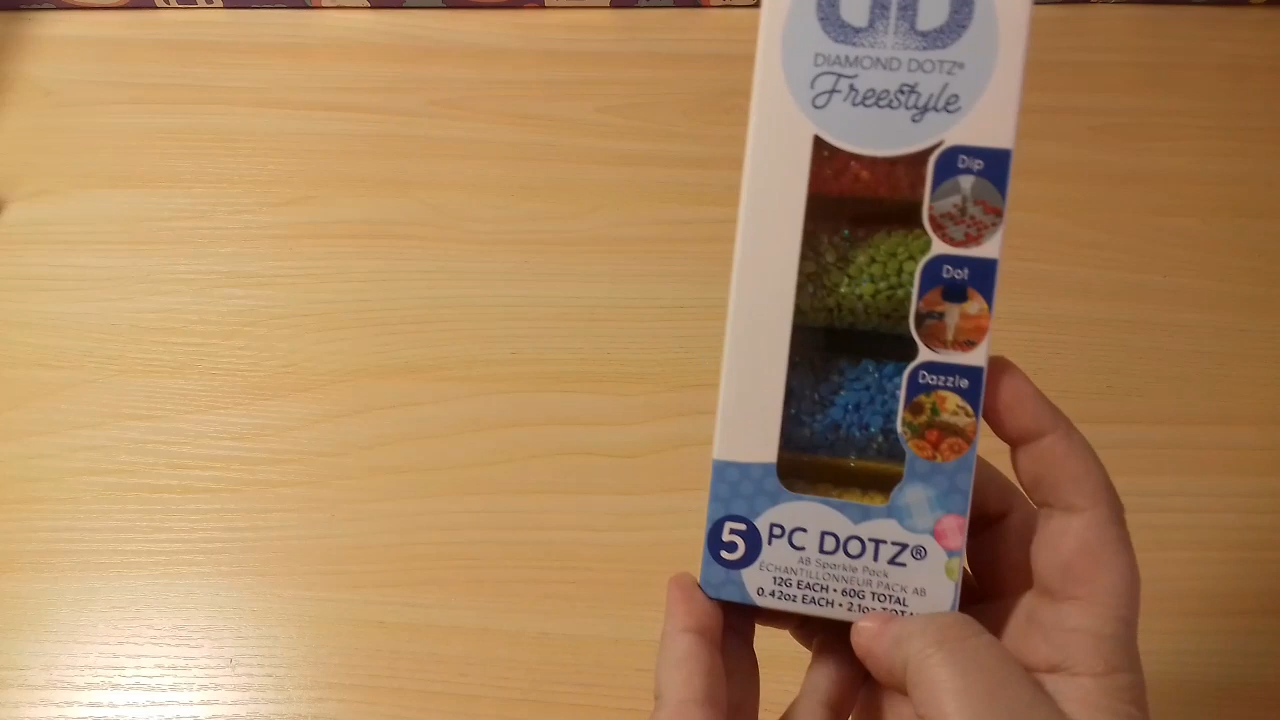 DIAMOND DOTZ®
Freestyle
Dip
Dot
Dazzle
5 PC DOTZ®
AB Sparkle Pack
ÉCHANTILLONNEUR PACK AB
12G EACH • 60G TOTAL
0.42oz EACH • 2.1oz TOTAL